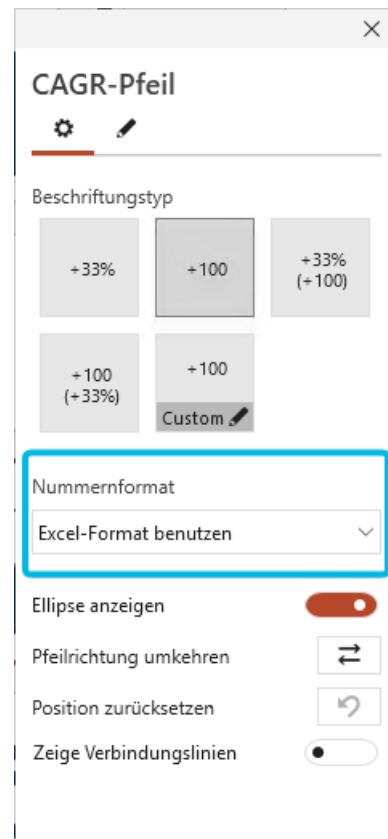 CAGR-Pfeil
Beschriftungstyp
+33%
+100
+33%
(+100)
+100
(+33%)
+100
Custom
Nummernformat
Excel-Format benutzen
Ellipse anzeigen
Pfeilrichtung umkehren
Position zurücksetzen
Zeige Verbindungslinien